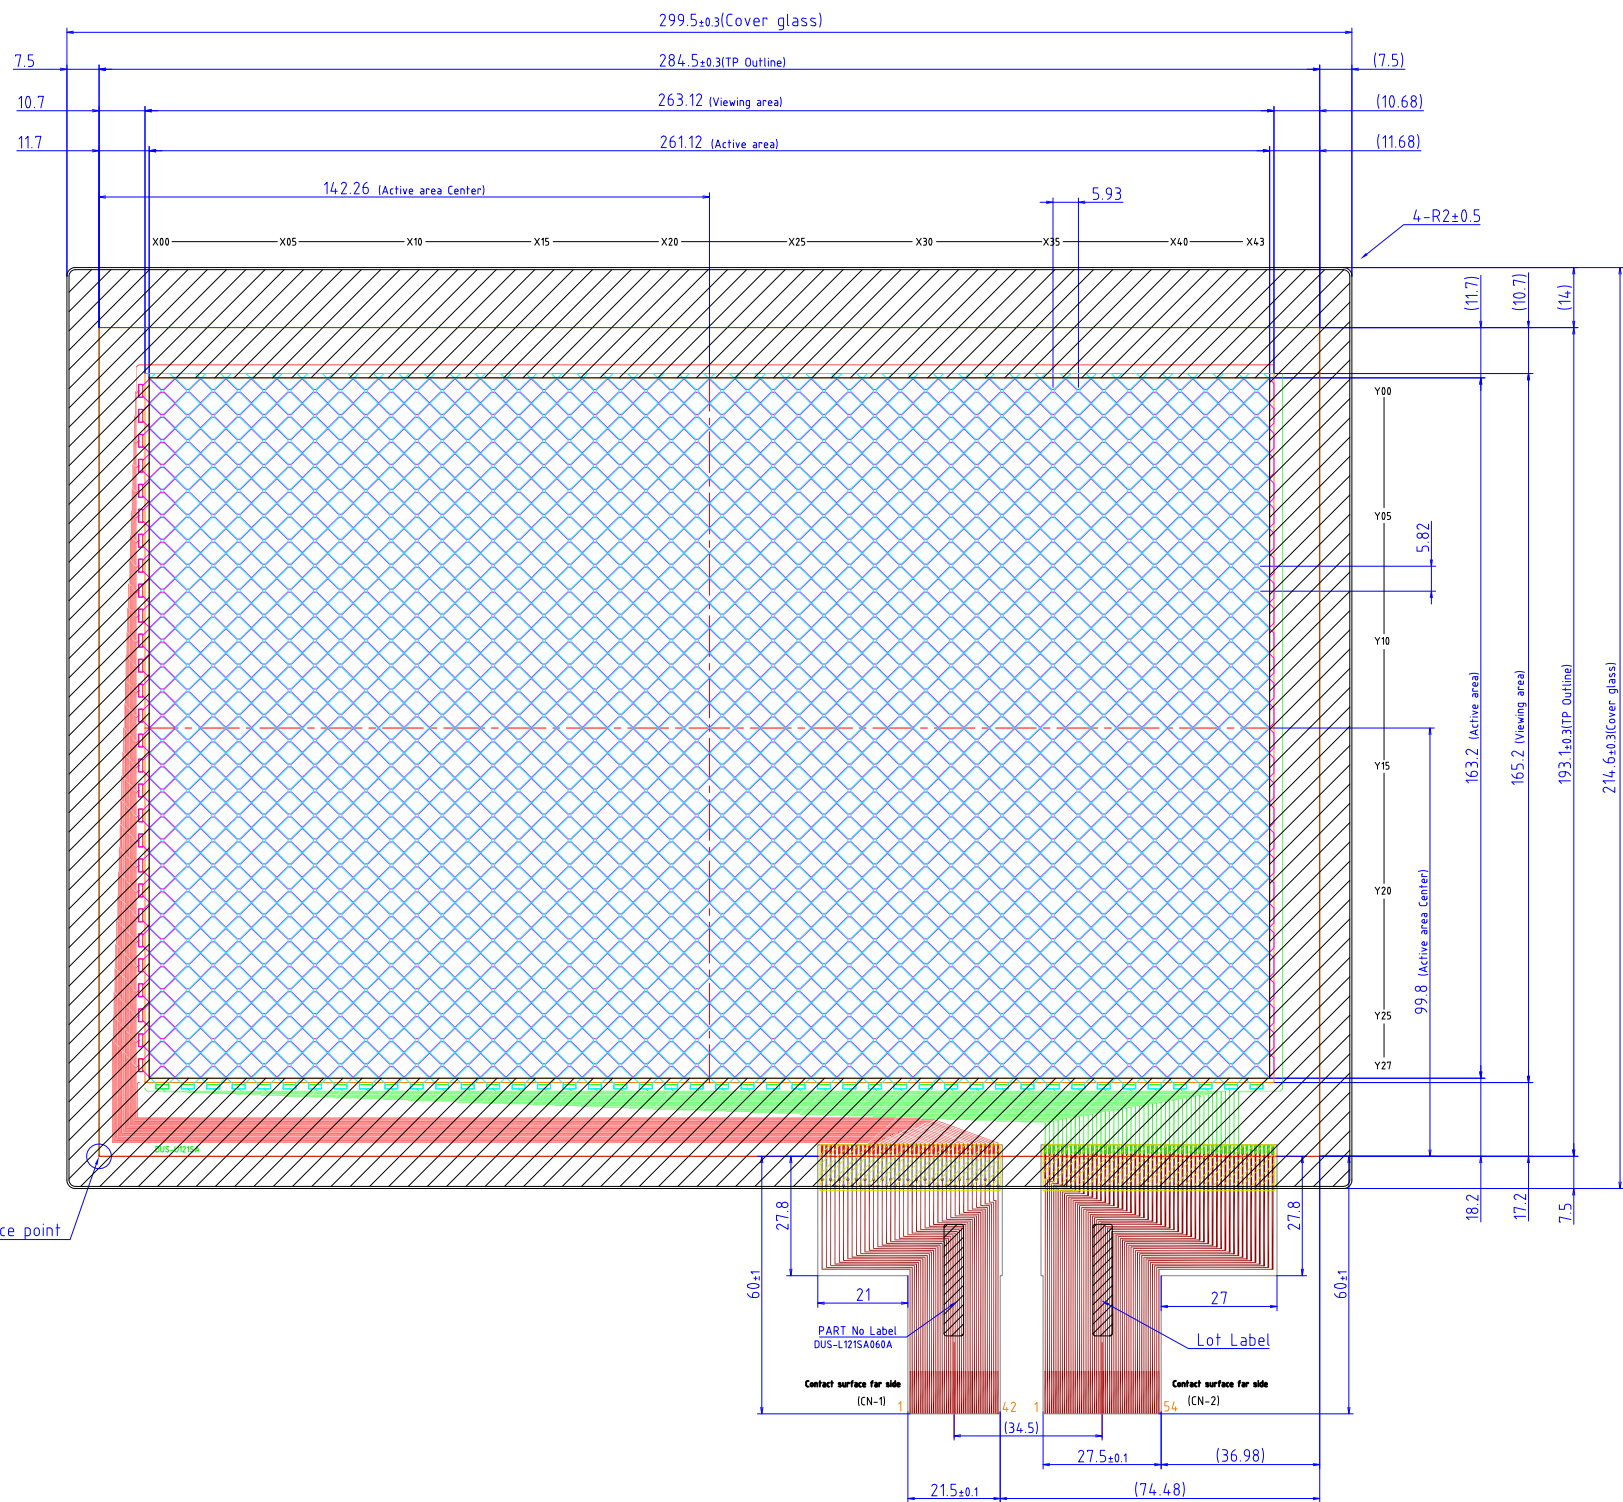 299.5±0.3(Cover glass)
7.5
284.5±0.3(TP Outline)
(7.5)
10.7
263.12 (Viewing area)
(10.68)
11.7
261.12 (Active area)
(11.68)
142.26 (Active area Center)
5.93
4-R2±0.5
X00 X05 X10 X15 X20 X25 X30 X35 X40 X43
(11.7)
(10.7)
(14)
Y00
Y05
5.82
Y10
163.2 (Active area)
165.2 (Viewing area)
193.1±0.3(TP Outline)
214.6±0.3(Cover glass)
Y15
Y20
99.8 (Active area Center)
Y25
Y27
DUS-L121SA
ce point
27.8
27.8
18.2
17.2
7.5
60±1
60±1
21
27
PART No Label
DUS-L121SA060A
Lot Label
Contact surface far side
(CN-1)
1
42
1
54
Contact surface far side
(CN-2)
(34.5)
27.5±0.1
(36.98)
21.5±0.1
(74.48)